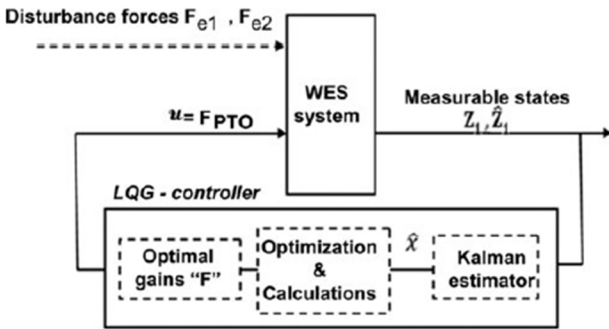 Disturbance forces Fe1 , Fe2
WES
system
Measurable states
Z1, Ẑ1
u= FPTO
LQG - controller
Optimal
gains "F"
Optimization
&
Calculations
x̂
Kalman
estimator